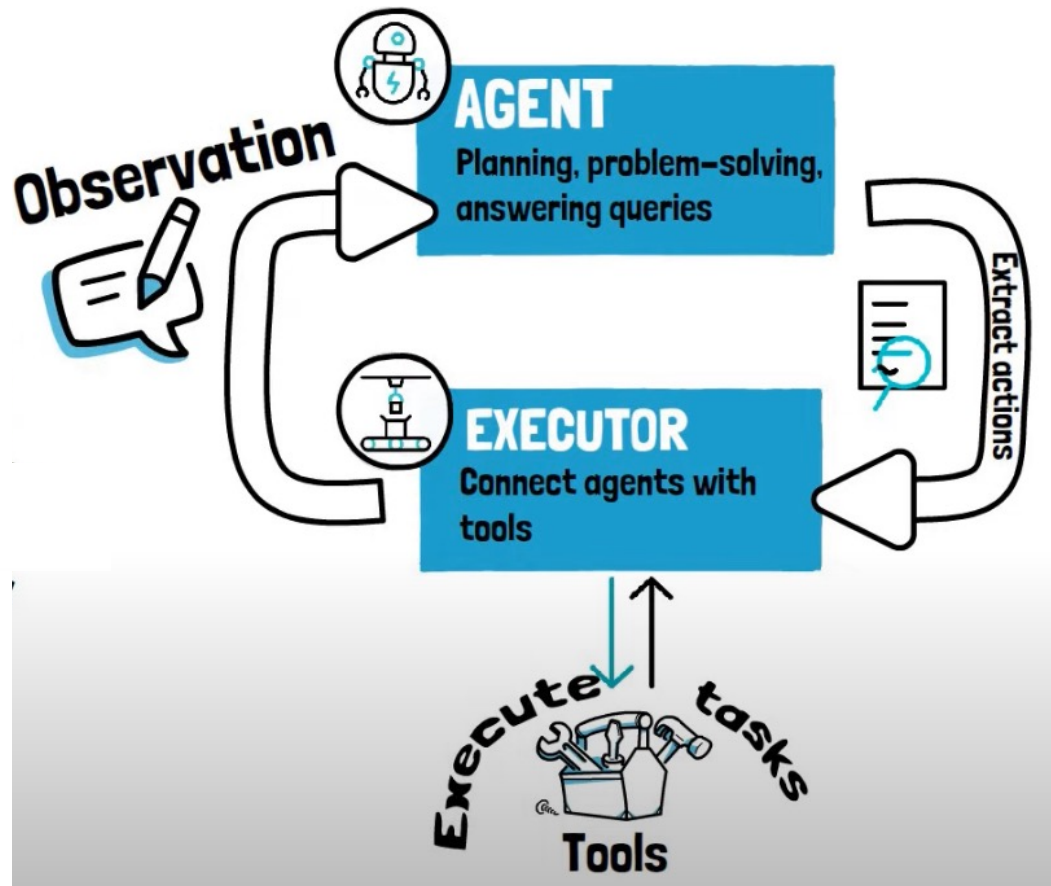 Observation
AGENT
Planning, problem-solving,
answering queries
Extract actions
EXECUTOR
Connect agents with
tools
Execute tasks
Tools